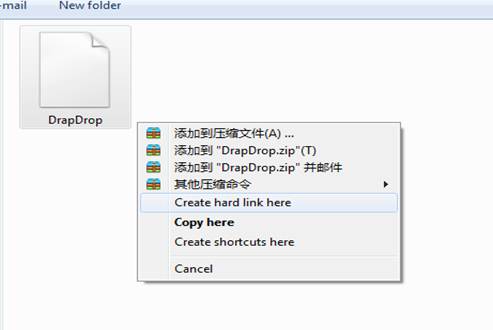 -mail
New folder
DrapDrop
添加到压缩文件(A) ...
添加到 "DrapDrop.zip"(T)
添加到 "DrapDrop.zip" 并邮件
其他压缩命令
Create hard link here
Copy here
Create shortcuts here
Cancel